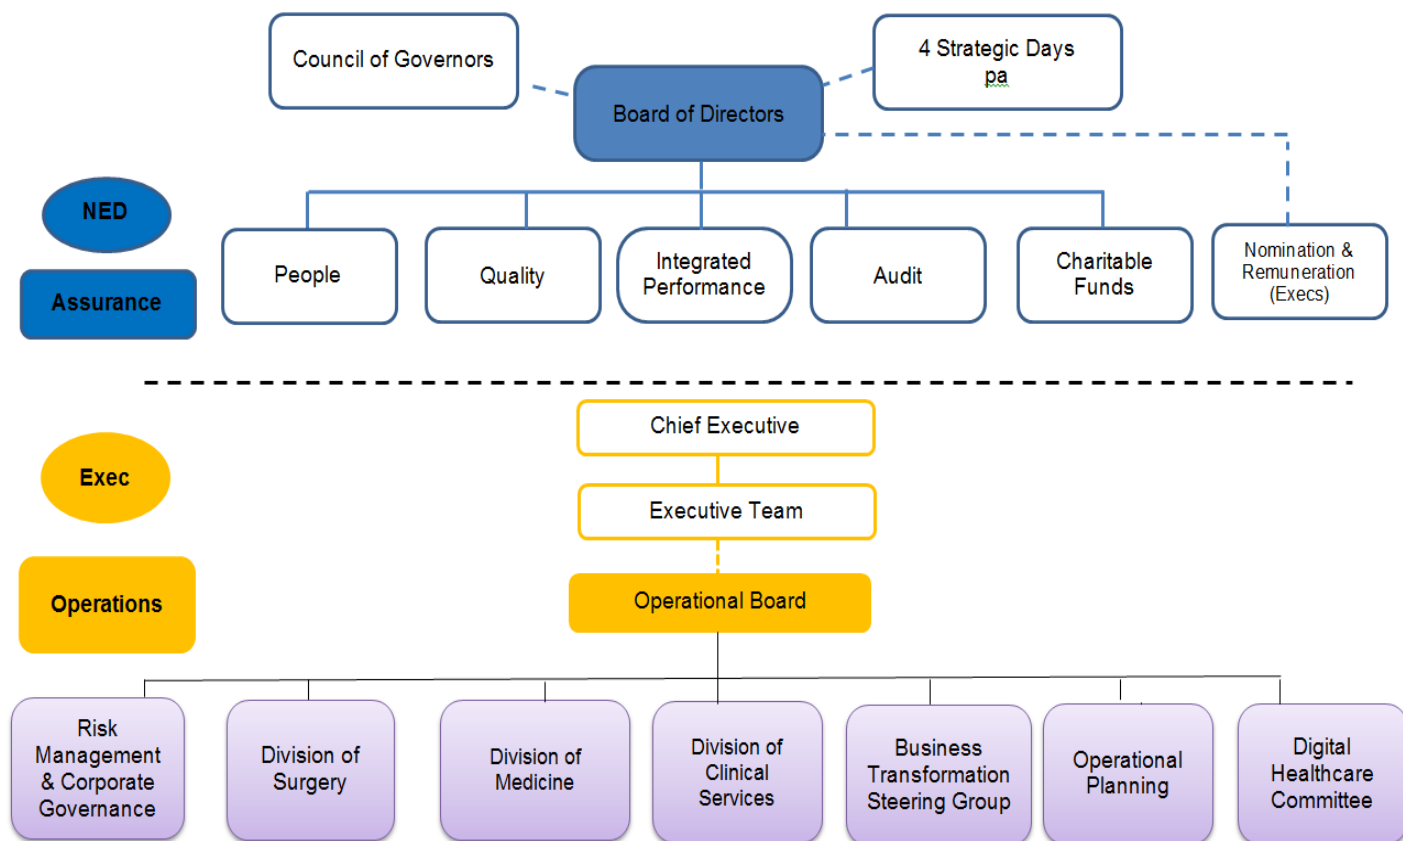 Council of Governors
4 Strategic Days
pa
Board of Directors
NED
Assurance
People
Quality
Integrated
Performance
Audit
Charitable
Funds
Nomination &
Remuneration
(Execs)
Chief Executive
Exec
Executive Team
Operations
Operational Board
Risk
Management
& Corporate
Governance
Division of
Surgery
Division of
Medicine
Division of
Clinical
Services
Business
Transformation
Steering Group
Operational
Planning
Digital
Healthcare
Committee